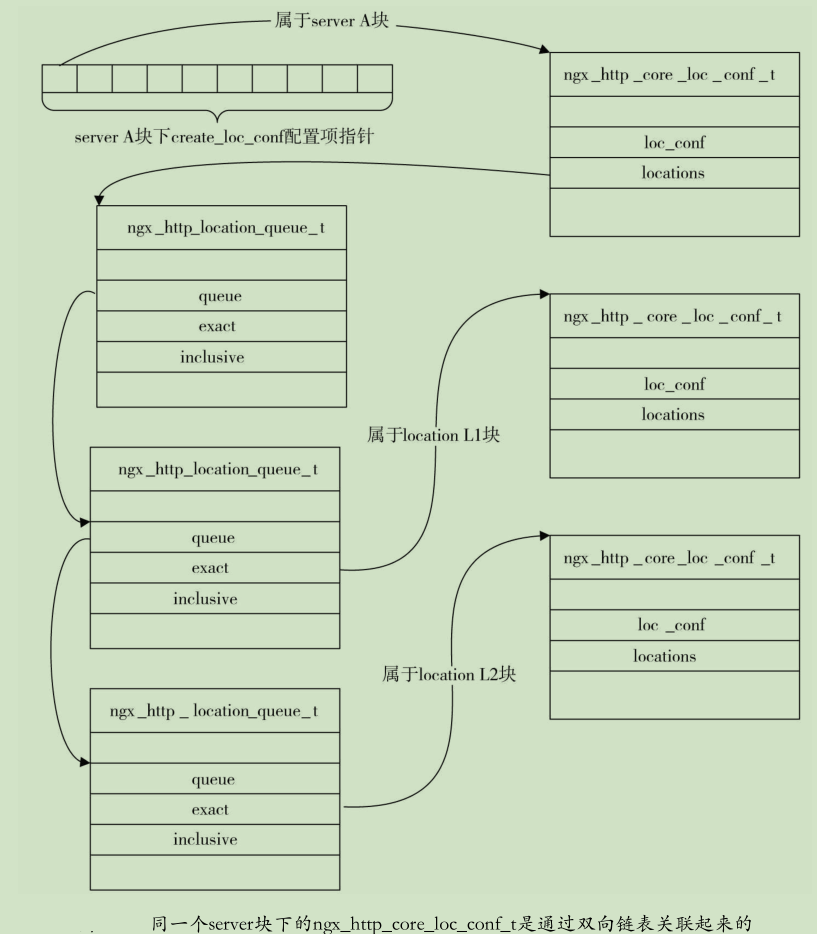 属于server A块
ngx_http_core_loc_conf_t
loc_conf
locations
server A块下create_loc_conf配置项指针
ngx_http_location_queue_t
queue
exact
inclusive
ngx_http_core_loc_conf_t
loc_conf
locations
属于location L1块
ngx_http_location_queue_t
queue
exact
inclusive
ngx_http_core_loc_conf_t
loc_conf
locations
属于location L2块
ngx_http_location_queue_t
queue
exact
inclusive
同一个server块下的ngx_http_core_loc_conf_t是通过双向链表关联起来的